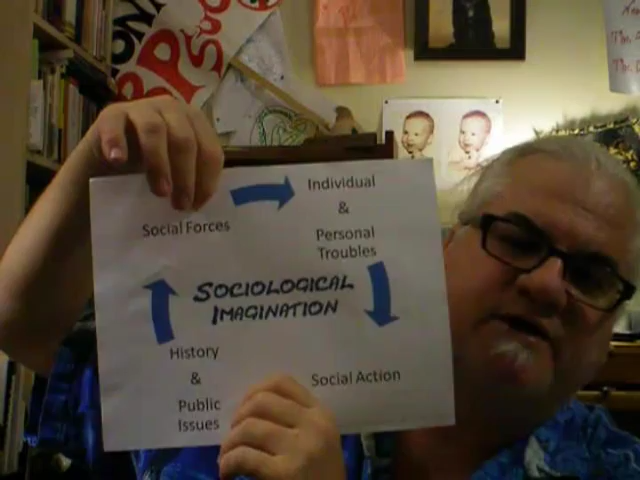 Social Forces
Individual
&
Personal
Troubles
SOCIOLOGICAL
IMAGINATION
History
&
Public
Issues
Social Action